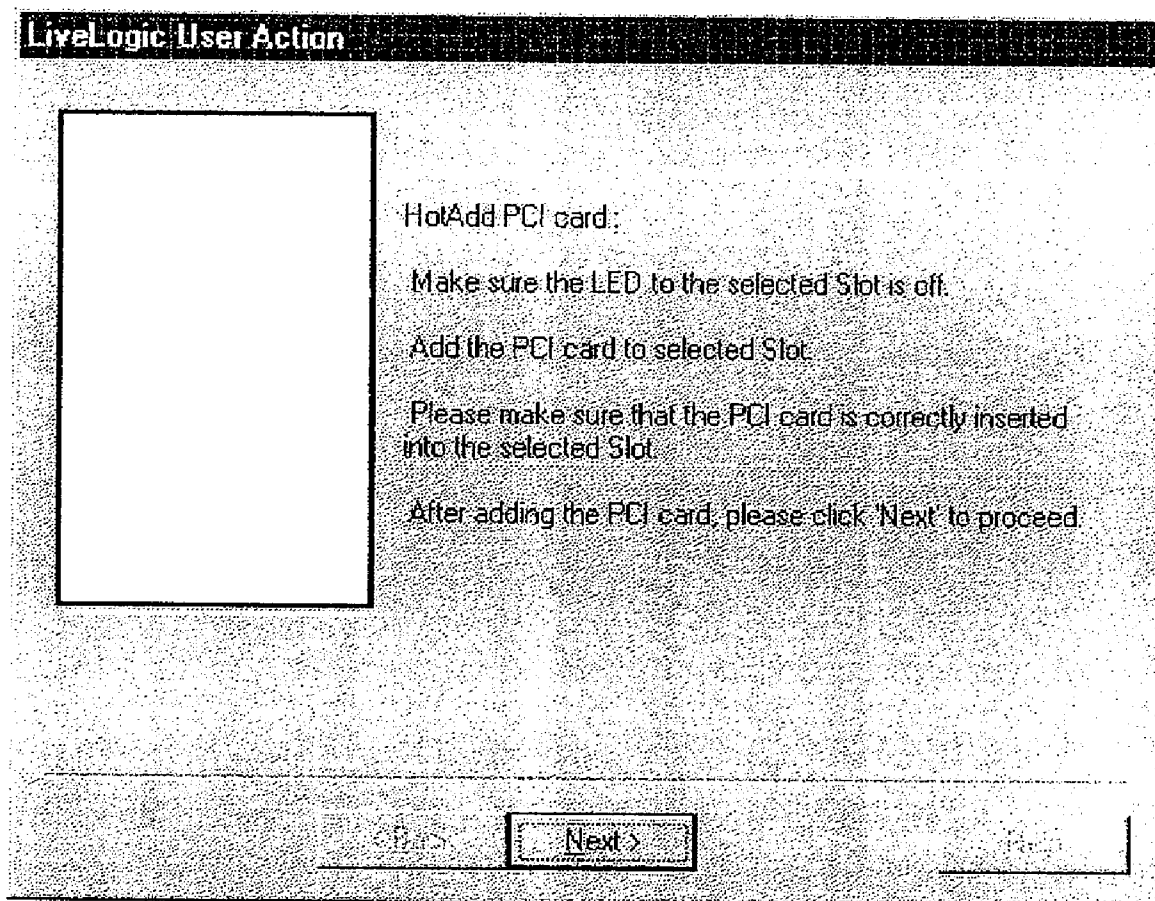 LiveLogic User Action
HotAdd PCI card :
Make sure the LED to the selected Slot is off.
Add the PCI card to selected Slot.
Please make sure that the PCI card is correctly inserted
into the selected Slot.
After adding the PCI card, please click 'Next' to proceed.
Next >